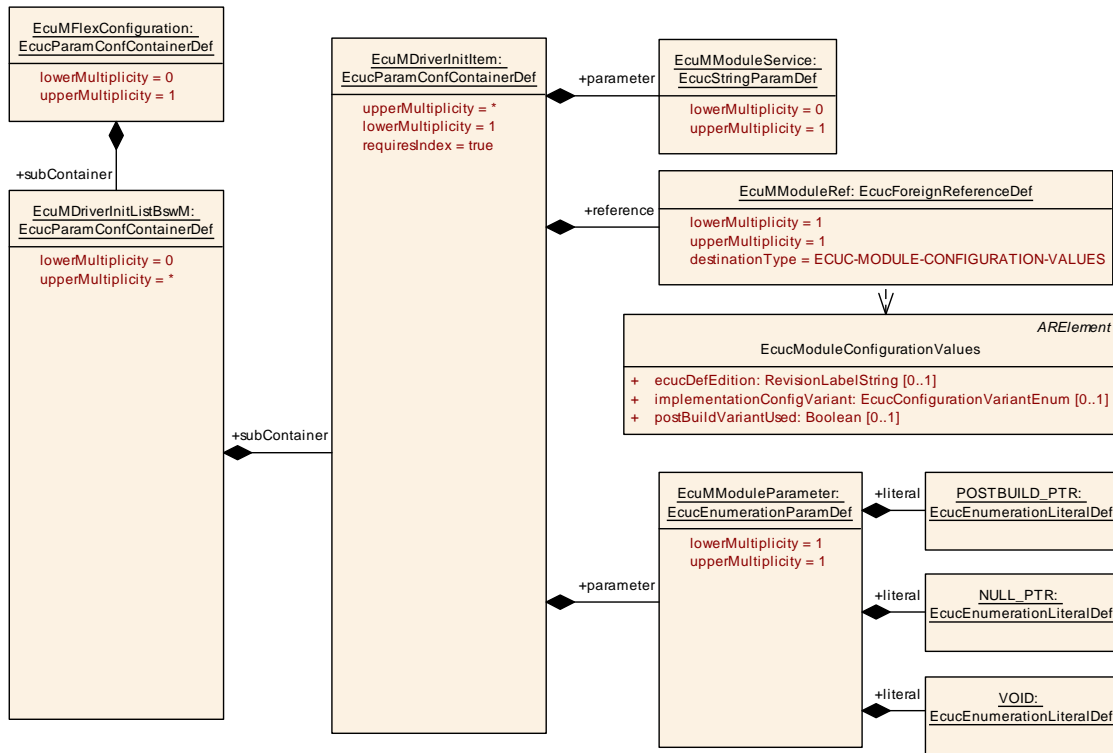 EcuMFlexConfiguration:
EcucParamConfContainerDef
lowerMultiplicity = 0
upperMultiplicity = 1
+subContainer
EcuMDriverInitListBswM:
EcucParamConfContainerDef
lowerMultiplicity = 0
upperMultiplicity = *
+subContainer
EcuMDriverInitItem:
EcucParamConfContainerDef
upperMultiplicity = *
lowerMultiplicity = 1
requiresIndex = true
+parameter
EcuMModuleService:
EcucStringParamDef
lowerMultiplicity = 0
upperMultiplicity = 1
+reference
EcuMModuleRef: EcucForeignReferenceDef
lowerMultiplicity = 1
upperMultiplicity = 1
destinationType = ECUC-MODULE-CONFIGURATION-VALUES
ARElement
EcucModuleConfigurationValues
+ ecucDefEdition: RevisionLabelString [0..1]
+ implementationConfigVariant: EcucConfigurationVariantEnum [0..1]
+ postBuildVariantUsed: Boolean [0..1]
+parameter
EcuMModuleParameter:
EcucEnumerationParamDef
lowerMultiplicity = 1
upperMultiplicity = 1
+literal
POSTBUILD_PTR:
EcucEnumerationLiteralDef
+literal
NULL_PTR:
EcucEnumerationLiteralDef
+literal
VOID:
EcucEnumerationLiteralDef